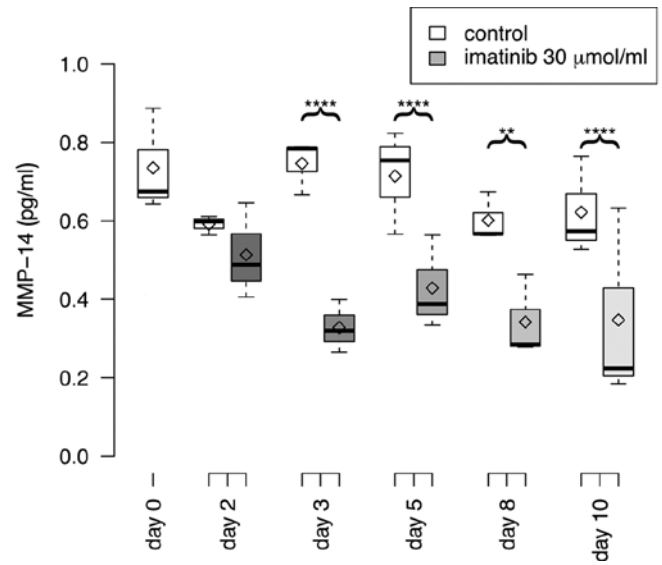 control
imatinib 30 μmol/ml
MMP−14 (pg/ml)
1.0
0.8
0.6
0.4
0.2
0.0
**** **** ** ****
day 0 day 2 day 3 day 5 day 8 day 10